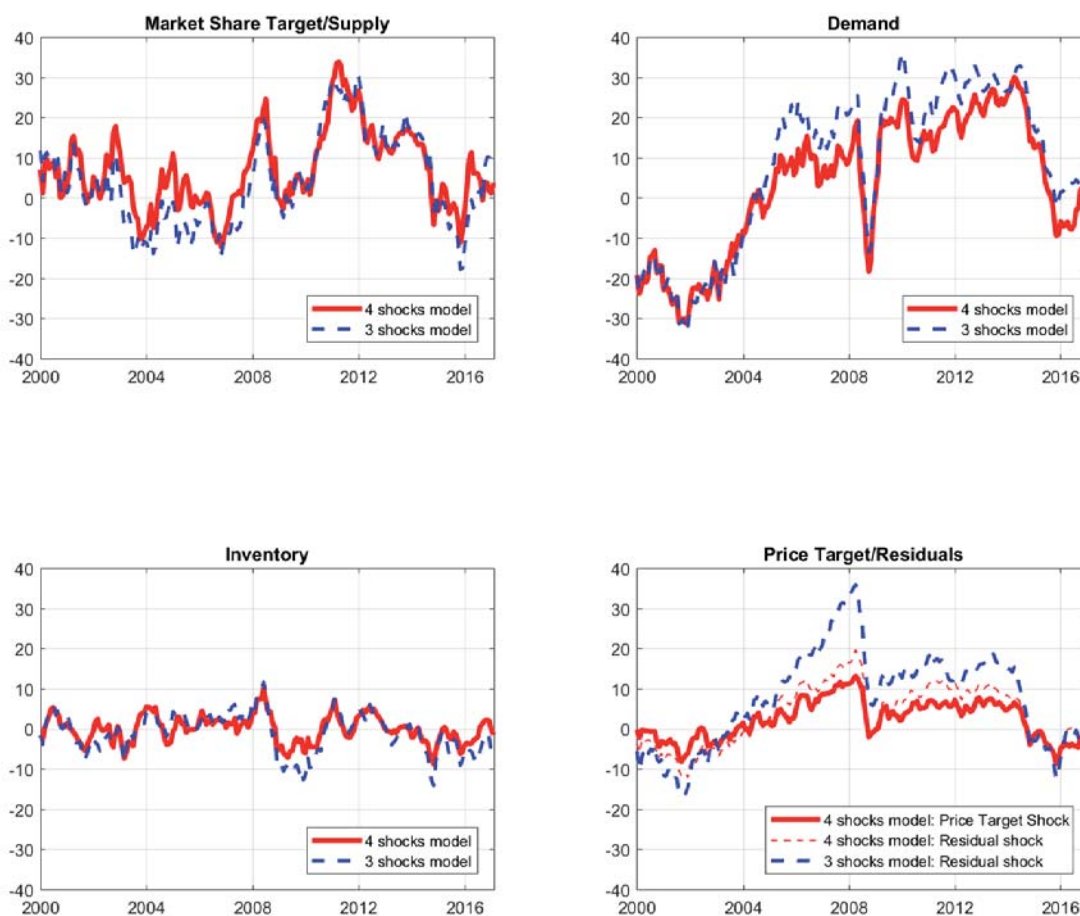 Market Share Target/Supply
40
30
20
10
0
-10
-20
-30
-40
2000 2004 2008 2012 2016
4 shocks model
3 shocks model
Demand
40
30
20
10
0
-10
-20
-30
-40
2000 2004 2008 2012 2016
4 shocks model
3 shocks model
Inventory
40
30
20
10
0
-10
-20
-30
-40
2000 2004 2008 2012 2016
4 shocks model
3 shocks model
Price Target/Residuals
40
30
20
10
0
-10
-20
-30
-40
2000 2004 2008 2012 2016
4 shocks model: Price Target Shock
4 shocks model: Residual shock
3 shocks model: Residual shock